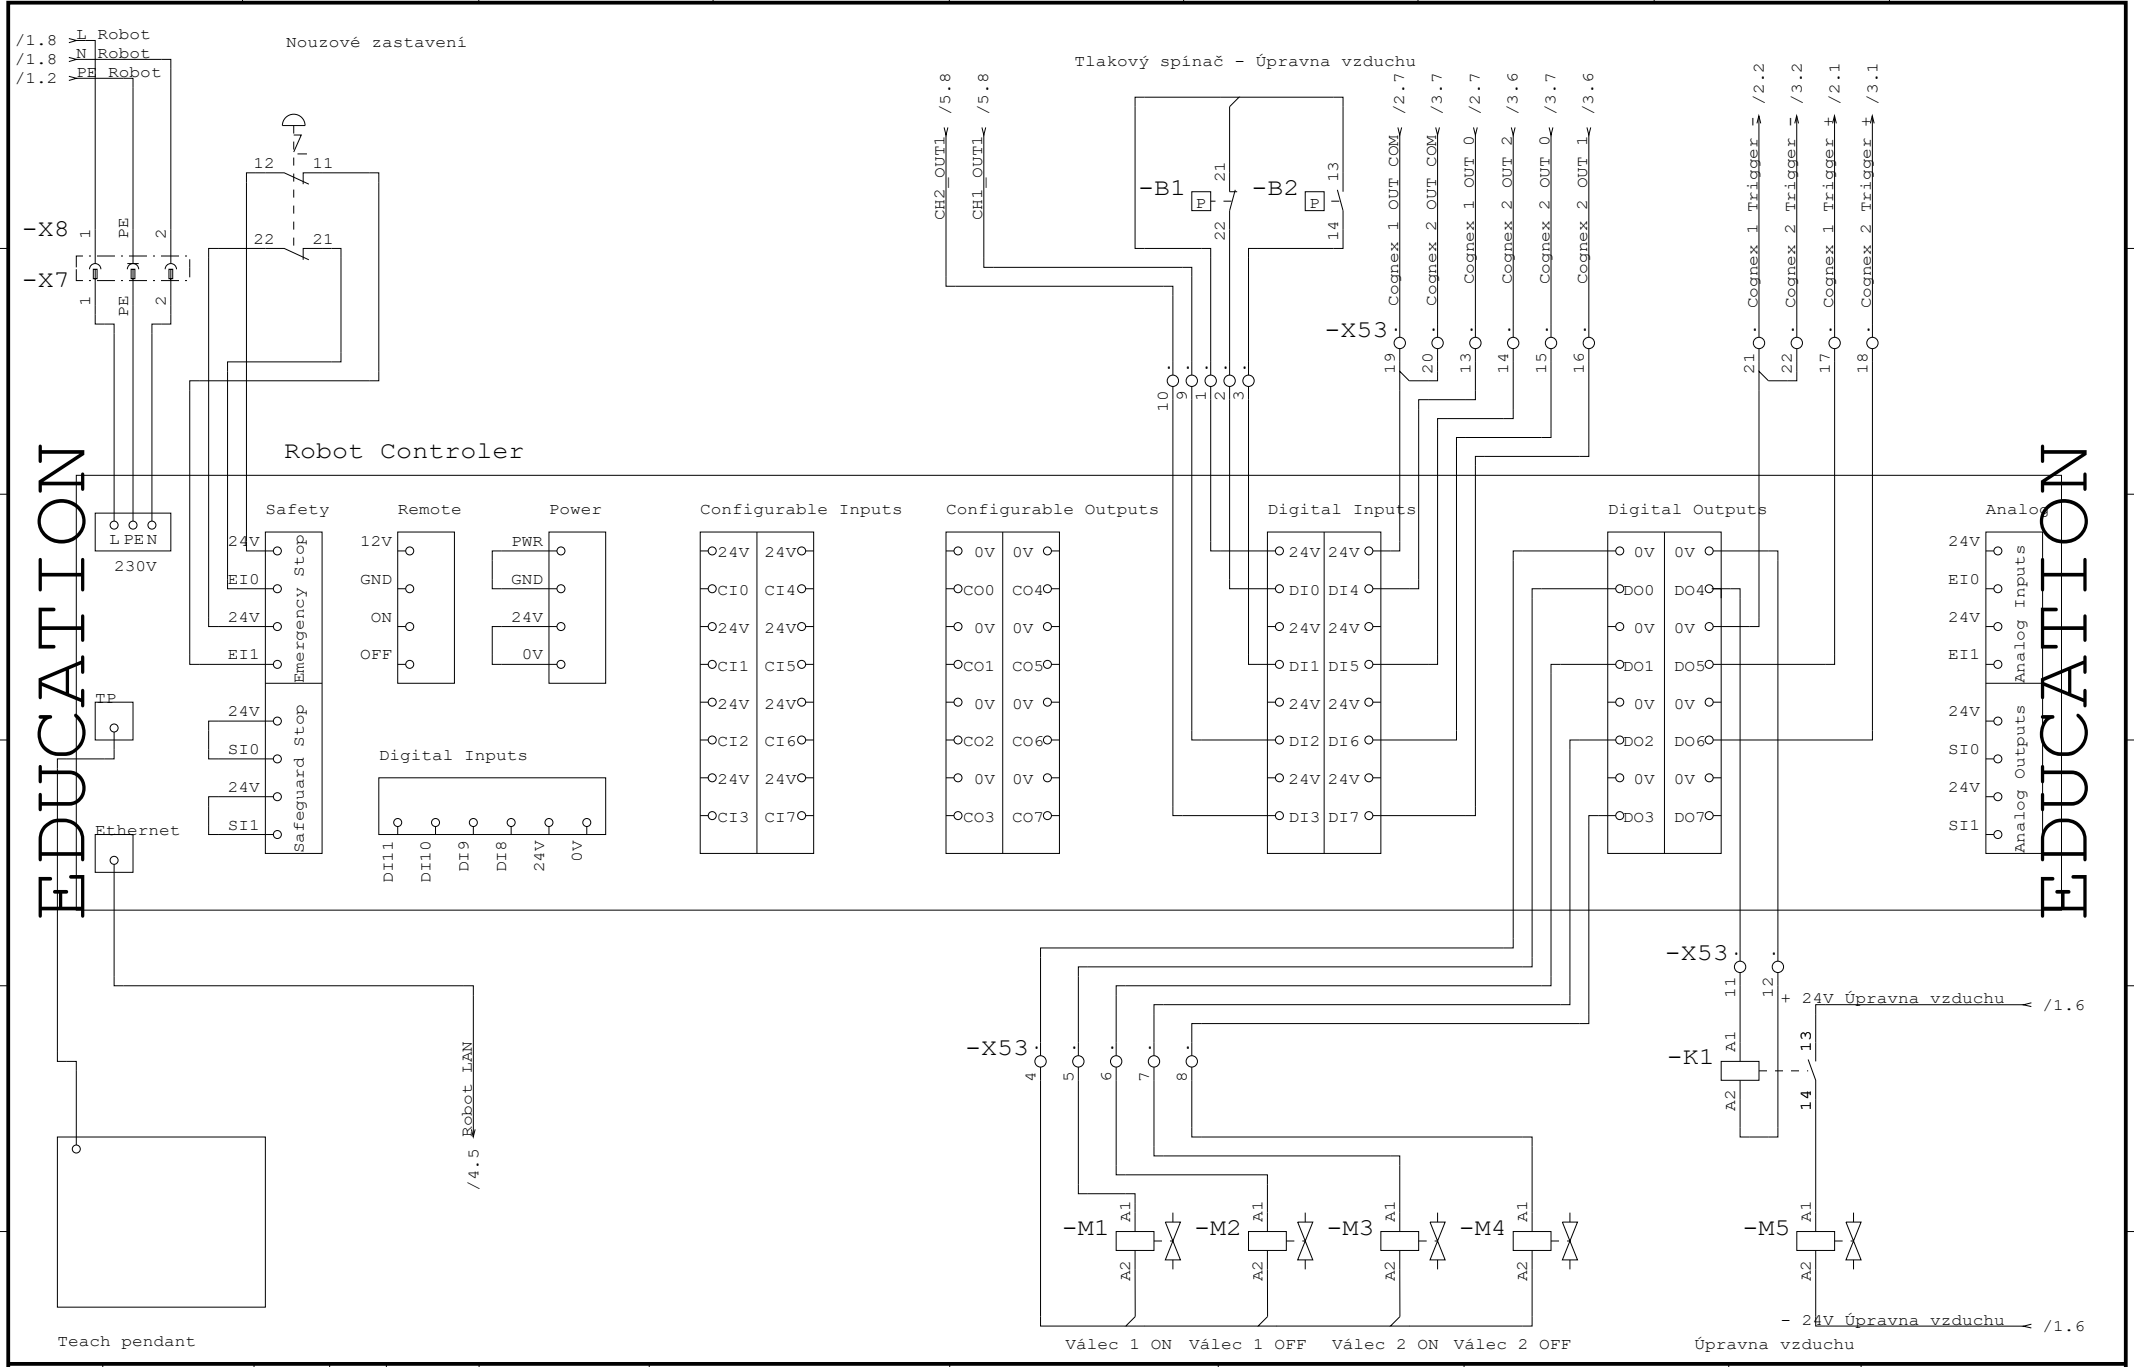 /1.8 L Robot
/1.8 N Robot
/1.2 PE Robot
Nouzové zastavení
12 11
22 21
-X8 1 PE 2
-X7 1 PE 2
CH2_OUT1 /5.8
CH1_OUT1 /5.8
Tlakový spínač - Úpravna vzduchu
-B1 P 21 22
-B2 P 13 14
Cognex 1 OUT COM /2.7
Cognex 2 OUT COM /3.7
Cognex 1 OUT 0 /2.7
Cognex 2 OUT 2 /3.6
Cognex 2 OUT 0 /3.7
Cognex 2 OUT 1 /3.6
Cognex 1 Trigger - /2.2
Cognex 2 Trigger - /3.2
Cognex 1 Trigger + /2.1
Cognex 2 Trigger + /3.1
-X53
10 9 1 2 3
19 20 13 14 15 16
21 22 17 18
EDUCATION
EDUCATION
Robot Controler
L PE N
230V
TP
Ethernet
Safety
24V
EI0
24V
EI1
Emergency Stop
24V
SI0
24V
SI1
Safeguard Stop
Remote
12V
GND
ON
OFF
Power
PWR
GND
24V
0V
Digital Inputs
DI11 DI10 DI9 DI8 24V 0V
Configurable Inputs
24V 24V
CI0 CI4
24V 24V
CI1 CI5
24V 24V
CI2 CI6
24V 24V
CI3 CI7
Configurable Outputs
0V 0V
CO0 CO4
0V 0V
CO1 CO5
0V 0V
CO2 CO6
0V 0V
CO3 CO7
Digital Inputs
24V 24V
DI0 DI4
24V 24V
DI1 DI5
24V 24V
DI2 DI6
24V 24V
DI3 DI7
Digital Outputs
0V 0V
DO0 DO4
0V 0V
DO1 DO5
0V 0V
DO2 DO6
0V 0V
DO3 DO7
Analog
24V
EI0
24V
EI1
Analog Inputs
24V
SI0
24V
SI1
Analog Outputs
Robot LAN
/4.5
Teach pendant
-X53
4 5 6 7 8
-X53
11 12
+ 24V Úpravna vzduchu /1.6
-K1 A1 A2
13 14
-M1 A1 A2
-M2 A1 A2
-M3 A1 A2
-M4 A1 A2
-M5 A1 A2
- 24V Úpravna vzduchu /1.6
Válec 1 ON Válec 1 OFF Válec 2 ON Válec 2 OFF
Úpravna vzduchu